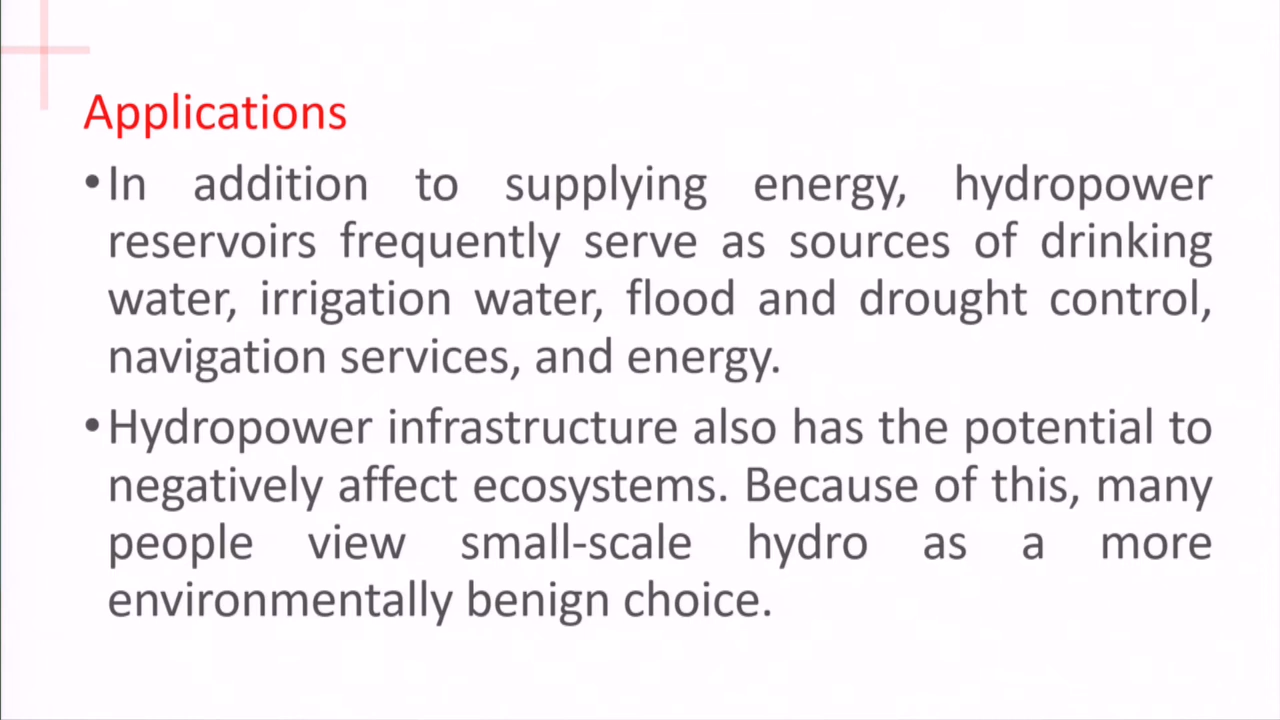 Applications
•In addition to supplying energy, hydropower
reservoirs frequently serve as sources of drinking
water, irrigation water, flood and drought control,
navigation services, and energy.
•Hydropower infrastructure also has the potential to
negatively affect ecosystems. Because of this, many
people view small-scale hydro as a more
environmentally benign choice.